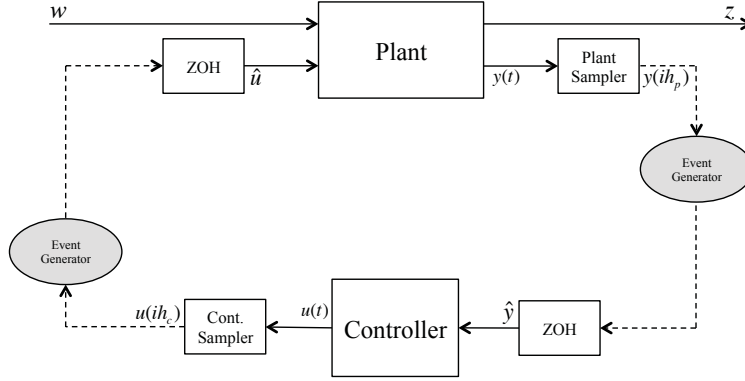 w
z
ZOH
û
Plant
y(t)
Plant
Sampler
y(ih_p)
Event
Generator
Event
Generator
u(ih_c)
Cont.
Sampler
u(t)
Controller
ŷ
ZOH